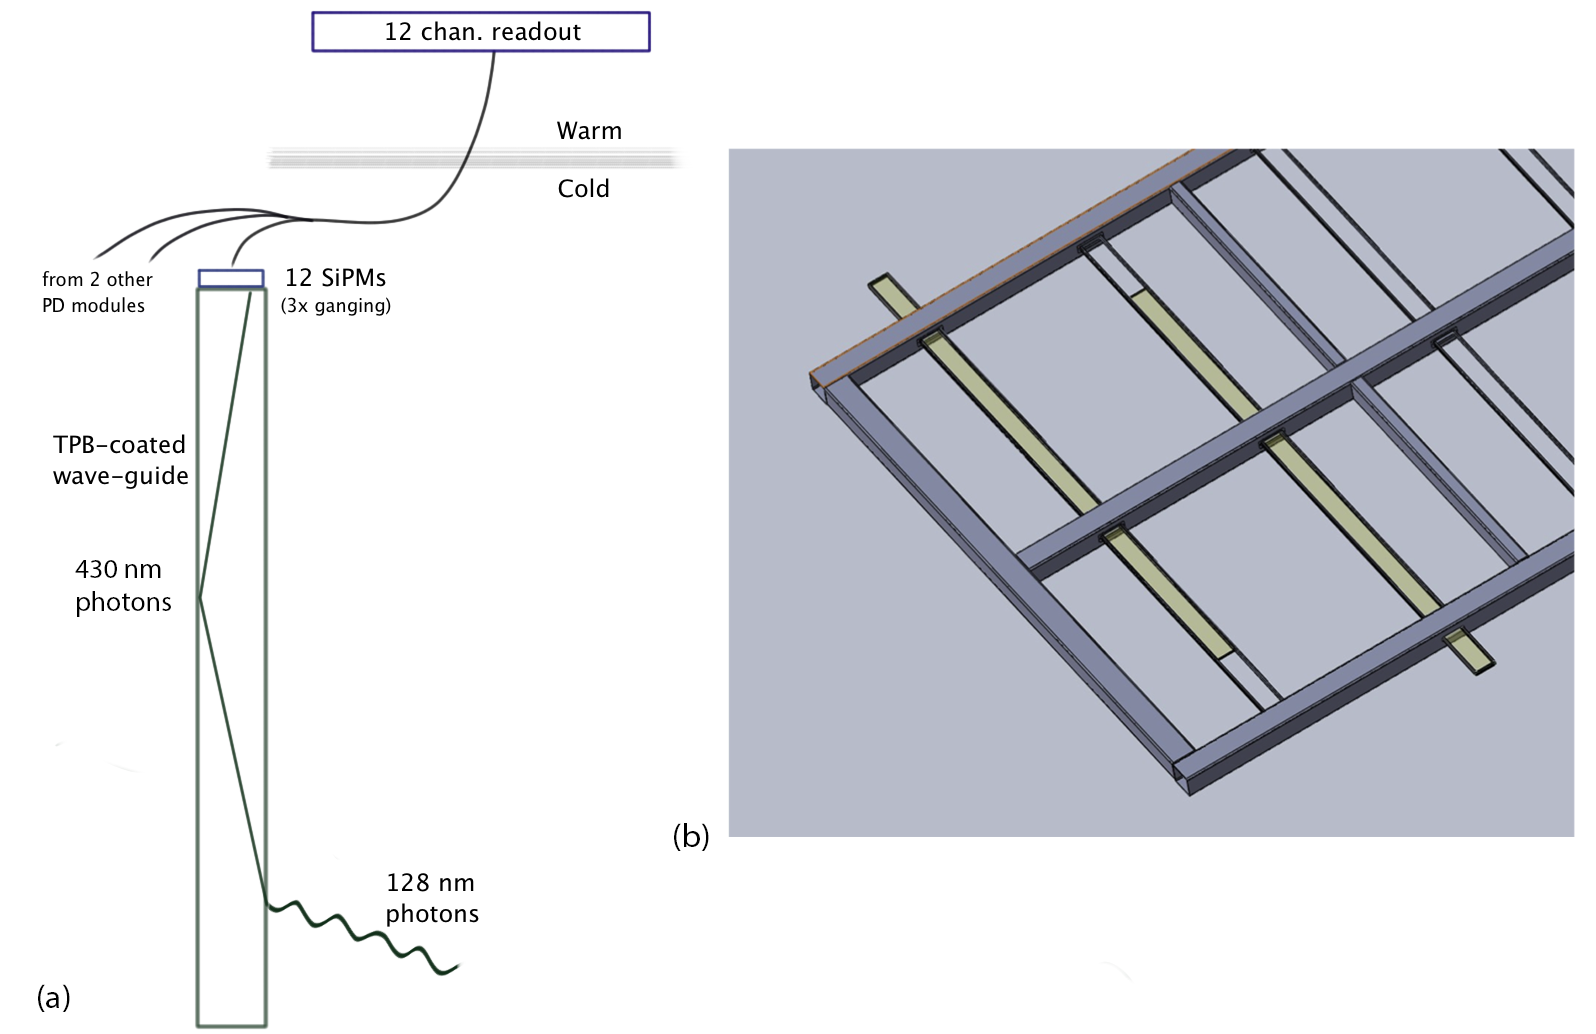 12 chan. readout
Warm
Cold
from 2 other
PD modules
12 SiPMs
(3x ganging)
TPB-coated
wave-guide
430 nm
photons
128 nm
photons
(a)
(b)